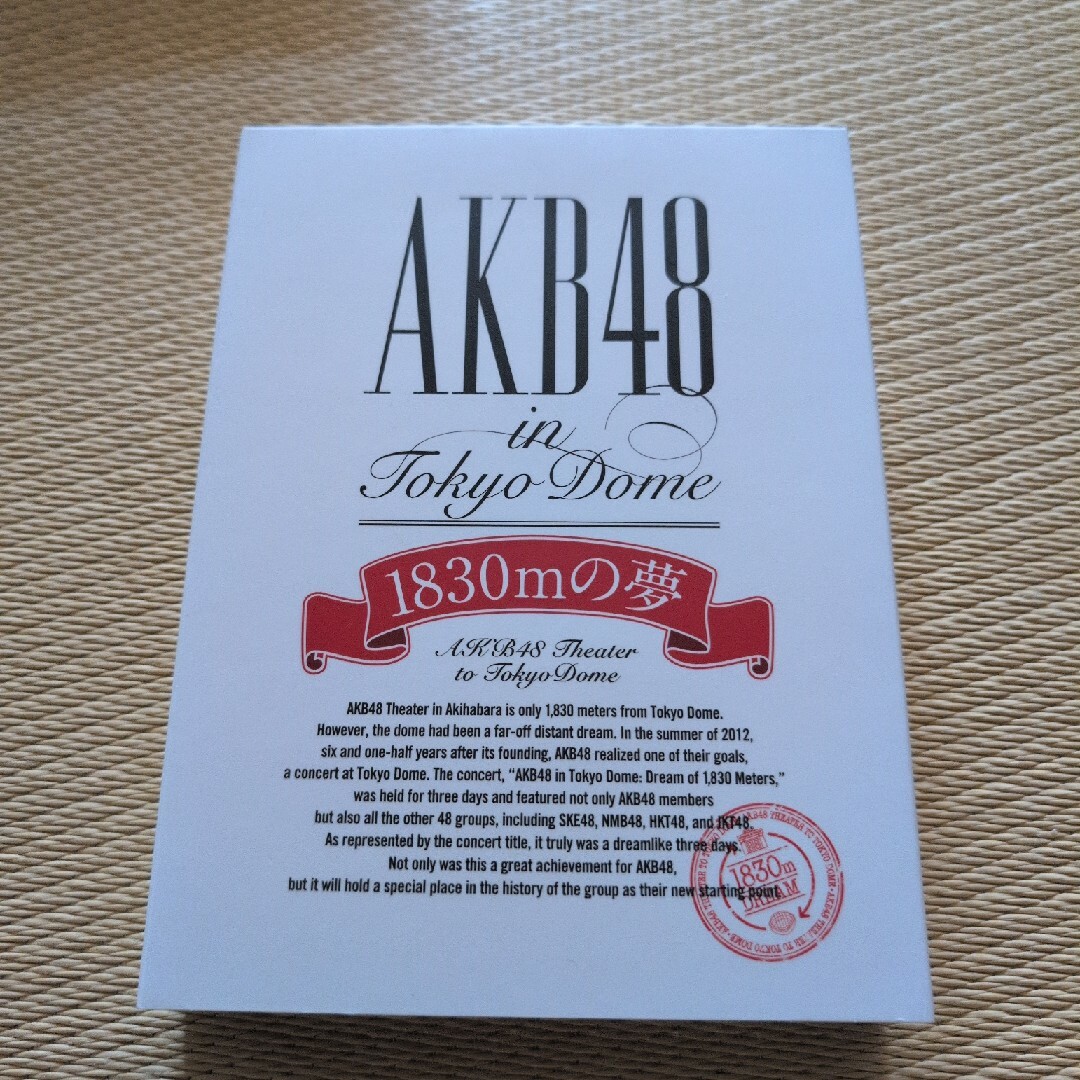 AKB48
in
Tokyo Dome
1830mの夢
AKB48 Theater
to Tokyo Dome
AKB48 Theater in Akihabara is only 1,830 meters from Tokyo Dome.
However, the dome had been a far-off distant dream. In the summer of 2012,
six and one-half years after its founding, AKB48 realized one of their goals,
a concert at Tokyo Dome. The concert, “AKB48 in Tokyo Dome: Dream of 1,830 Meters,”
was held for three days and featured not only AKB48 members
but also all the other 48 groups, including SKE48, NMB48, HKT48, and JKT48.
As represented by the concert title, it truly was a dreamlike three days.
Not only was this a great achievement for AKB48,
but it will hold a special place in the history of the group as their new starting point.
1830m
DREAM